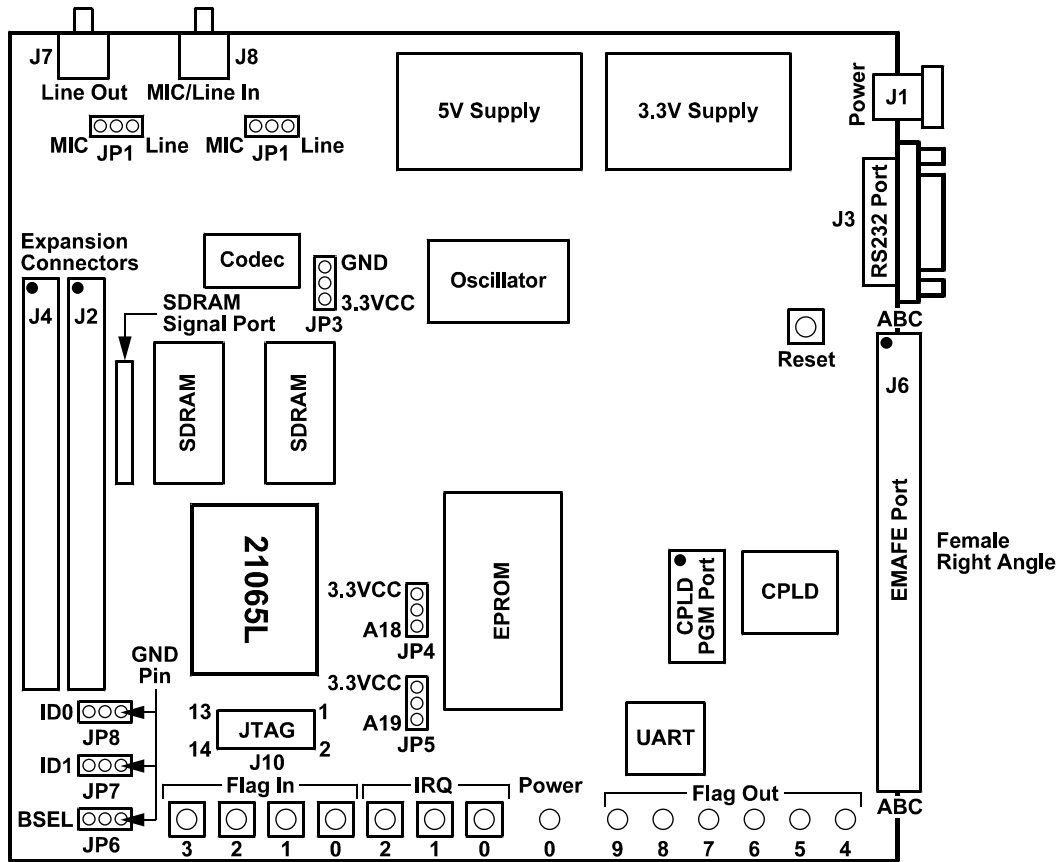 J7
J8
Line Out
MIC/Line In
MIC
JP1
Line
MIC
JP1
Line
5V Supply
3.3V Supply
Power
J1
J3
RS232 Port
Expansion
Connectors
J4
J2
SDRAM
Signal Port
Codec
GND
3.3VCC
JP3
Oscillator
Reset
ABC
J6
EMAFE Port
ABC
Female
Right Angle
SDRAM
SDRAM
21065L
3.3VCC
A18
JP4
3.3VCC
A19
JP5
EPROM
CPLD
PGM Port
CPLD
UART
GND
Pin
ID0
JP8
ID1
JP7
BSEL
JP6
13
1
JTAG
14
2
J10
Flag In
IRQ
Power
Flag Out
3 2 1 0 2 1 0 0 9 8 7 6 5 4